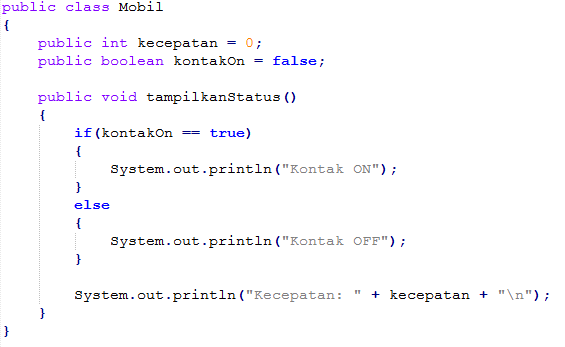 public class Mobil
{
    public int kecepatan = 0;
    public boolean kontakOn = false;

    public void tampilkanStatus()
    {
        if(kontakOn == true)
        {
            System.out.println("Kontak ON");
        }
        else
        {
            System.out.println("Kontak OFF");
        }

        System.out.println("Kecepatan: " + kecepatan + "\n");
    }
}